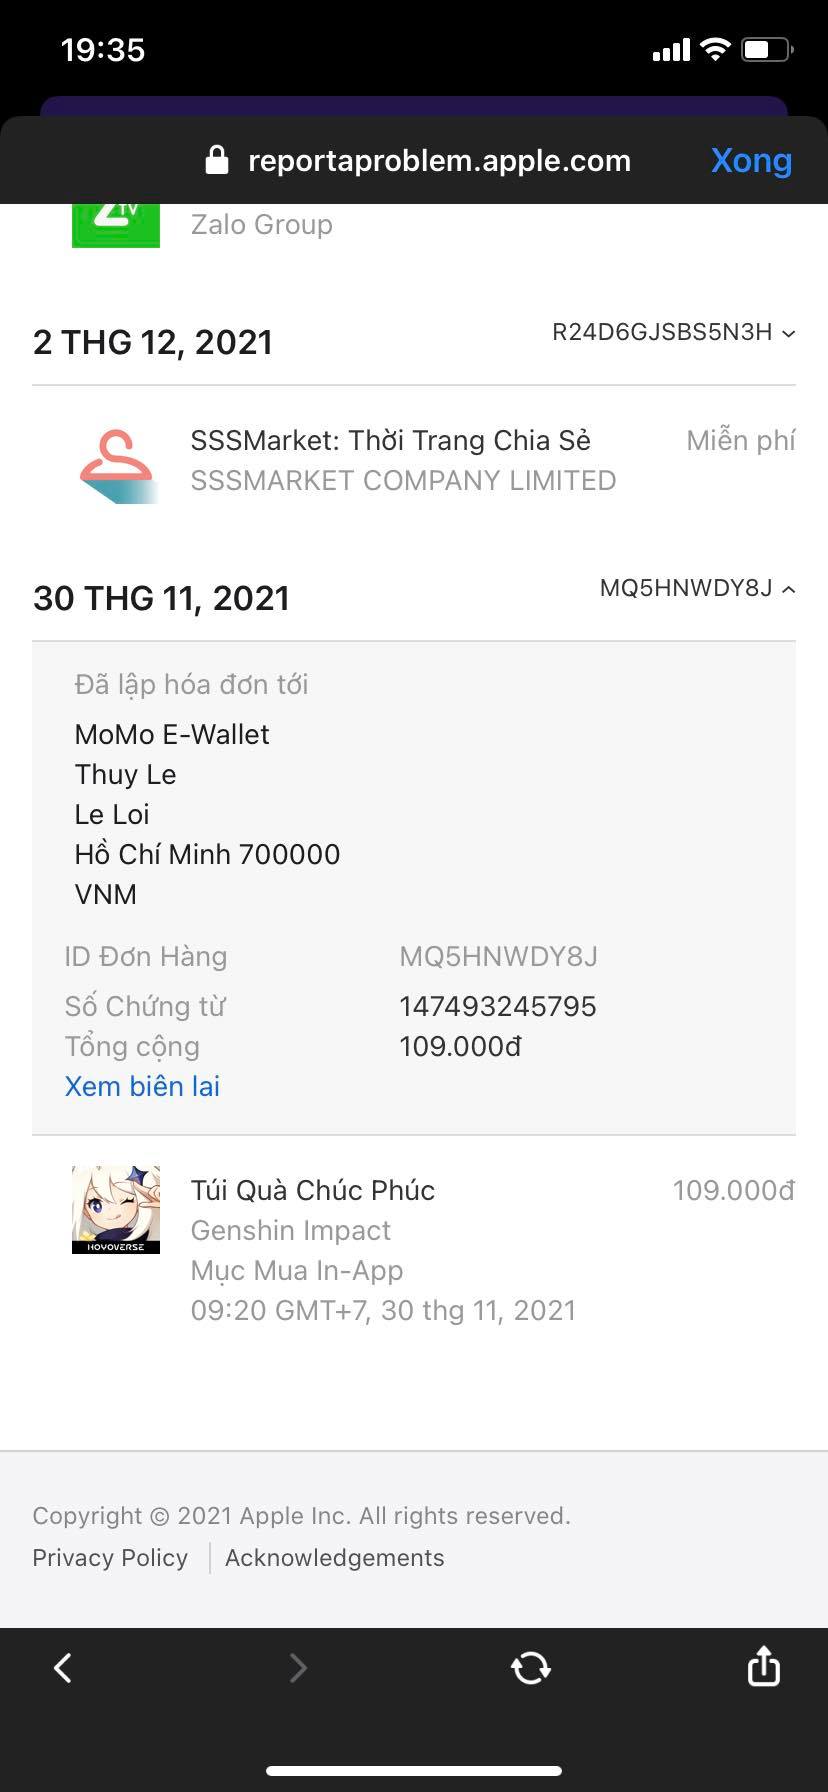 19:35
reportaproblem.apple.com
Xong
TV
Zalo Group
2 THG 12, 2021
R24D6GJSBS5N3H
SSSMarket: Thời Trang Chia Sẻ
Miễn phí
SSSMARKET COMPANY LIMITED
30 THG 11, 2021
MQ5HNWDY8J
Đã lập hóa đơn tới
MoMo E-Wallet
Thuy Le
Le Loi
Hồ Chí Minh 700000
VNM
ID Đơn Hàng MQ5HNWDY8J
Số Chứng từ 147493245795
Tổng cộng 109.000đ
Xem biên lai
Túi Quà Chúc Phúc 109.000đ
Genshin Impact
Mục Mua In-App
09:20 GMT+7, 30 thg 11, 2021
HOYOVERSE
Copyright © 2021 Apple Inc. All rights reserved.
Privacy Policy
Acknowledgements